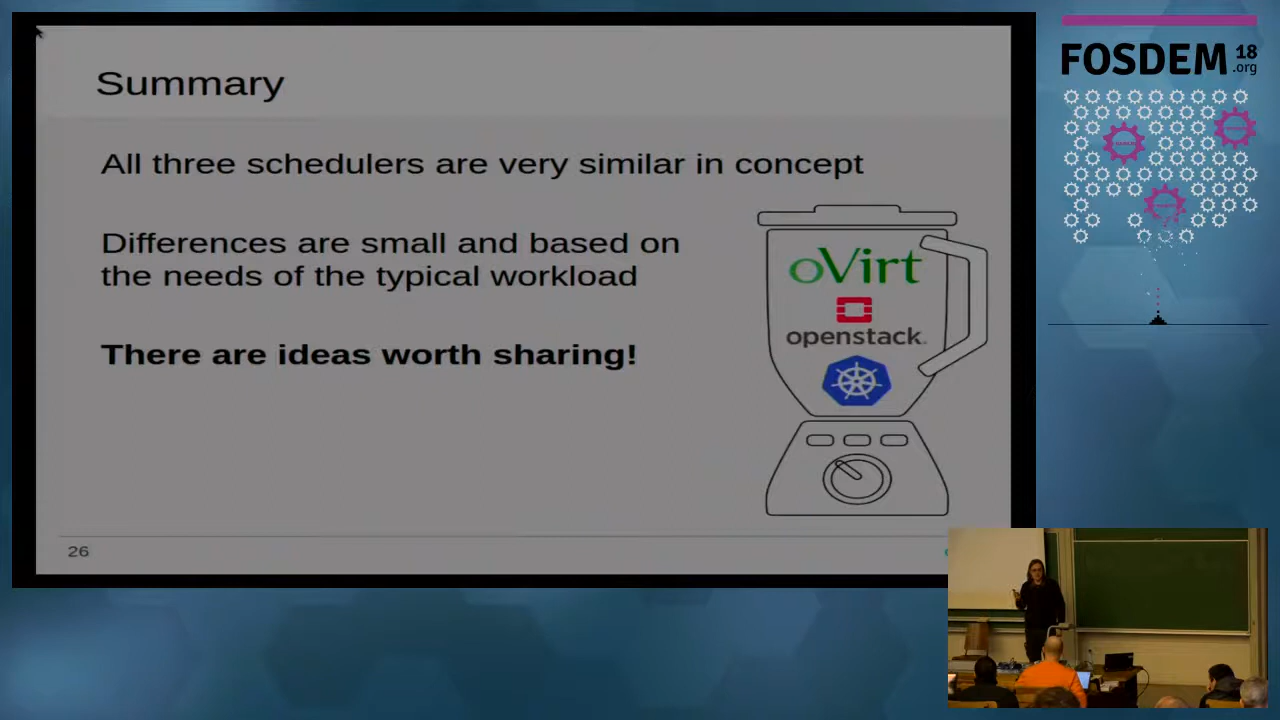 Summary
All three schedulers are very similar in concept
Differences are small and based on
the needs of the typical workload
There are ideas worth sharing!
oVirt
openstack.
26
FOSDEM 18
.org